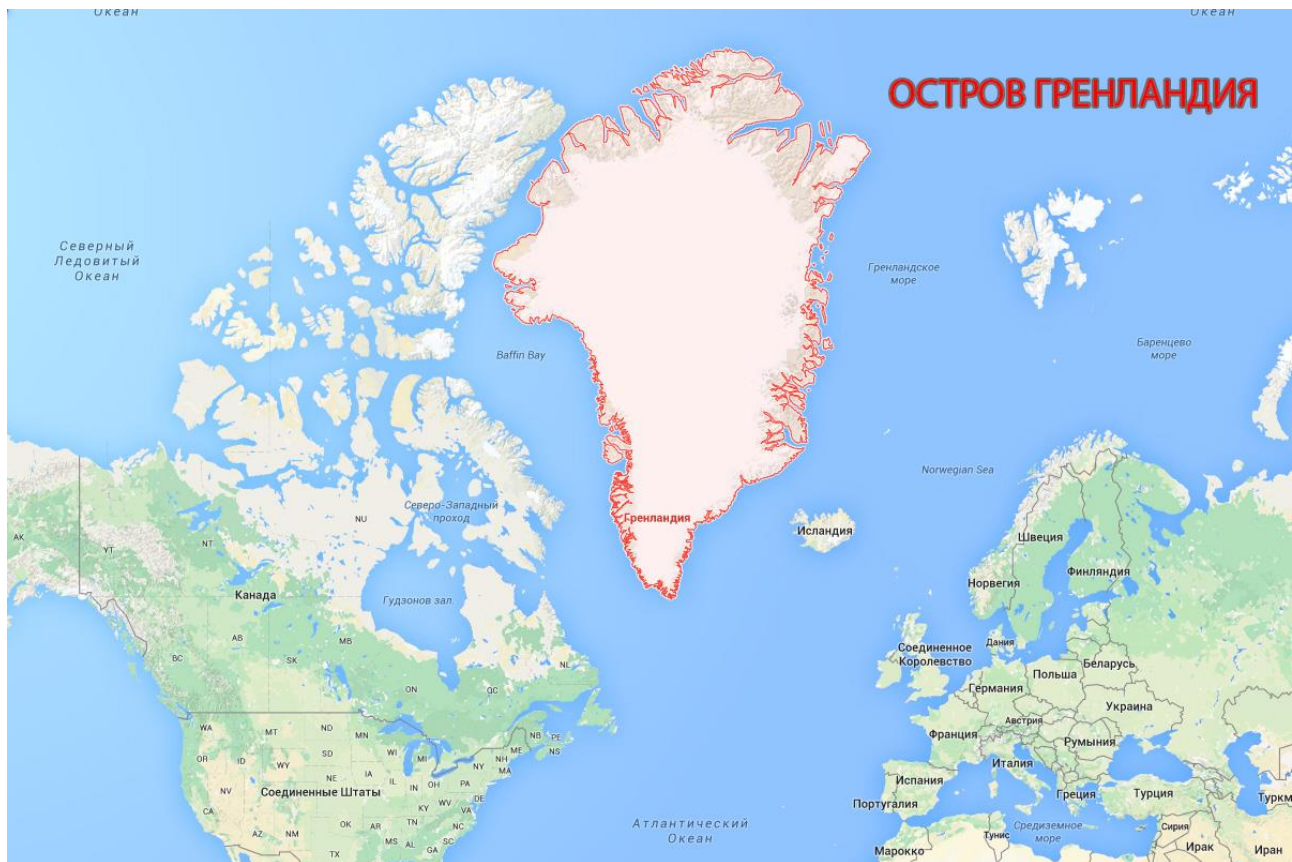 Океан
Океан
ОСТРОВ ГРЕНЛАНДИЯ
Северный
Ледовитый
Океан
Гренландское
море
Baffin Bay
Баренцево
море
Norwegian Sea
Северо-Западный
проход
NU
Гренландия
Исландия
AK
YT
NT
Швеция
Финляндия
Норвегия
Канада
Гудзонов зал.
AB
MB
BC
SK
NL
ON
QC
Соединенное
Королевство
Дания
Беларусь
Польша
Германия
Украина
Австрия
Франция
Румыния
WA
MT
ND
MN
NB
PE
NS
ME
OR
ID
WY
SD
WI
MI
NH
NY
MA
Италия
Испания
Греция
Турция
Туркм
Португалия
NE
IA
IL
IN
OH
PA
Соединенные Штаты
NV
KY
WV
VA
DE
CA
AZ
NM
OK
AR
TN
NC
MS
AL
SC
TX
LA
GA
Атлантический
Океан
Средиземное
море
Тунис
Сирия
Марокко
Ирак
Иран